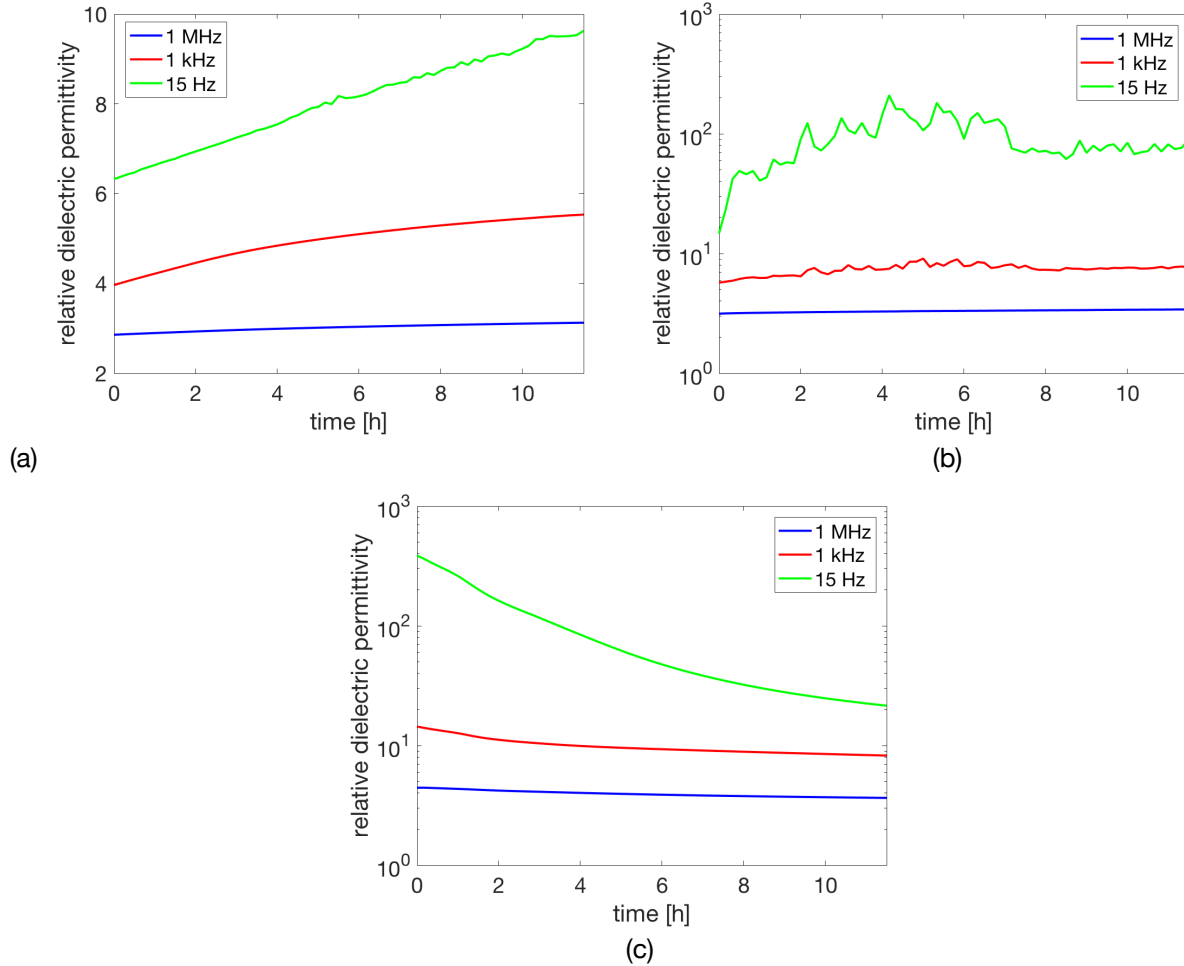 10
8
6
4
2
relative dielectric permittivity
1 MHz
1 kHz
15 Hz
0 2 4 6 8 10
time [h]
(a)
10³
10²
10¹
10⁰
relative dielectric permittivity
1 MHz
1 kHz
15 Hz
0 2 4 6 8 10
time [h]
(b)
10³
10²
10¹
10⁰
relative dielectric permittivity
1 MHz
1 kHz
15 Hz
0 2 4 6 8 10
time [h]
(c)